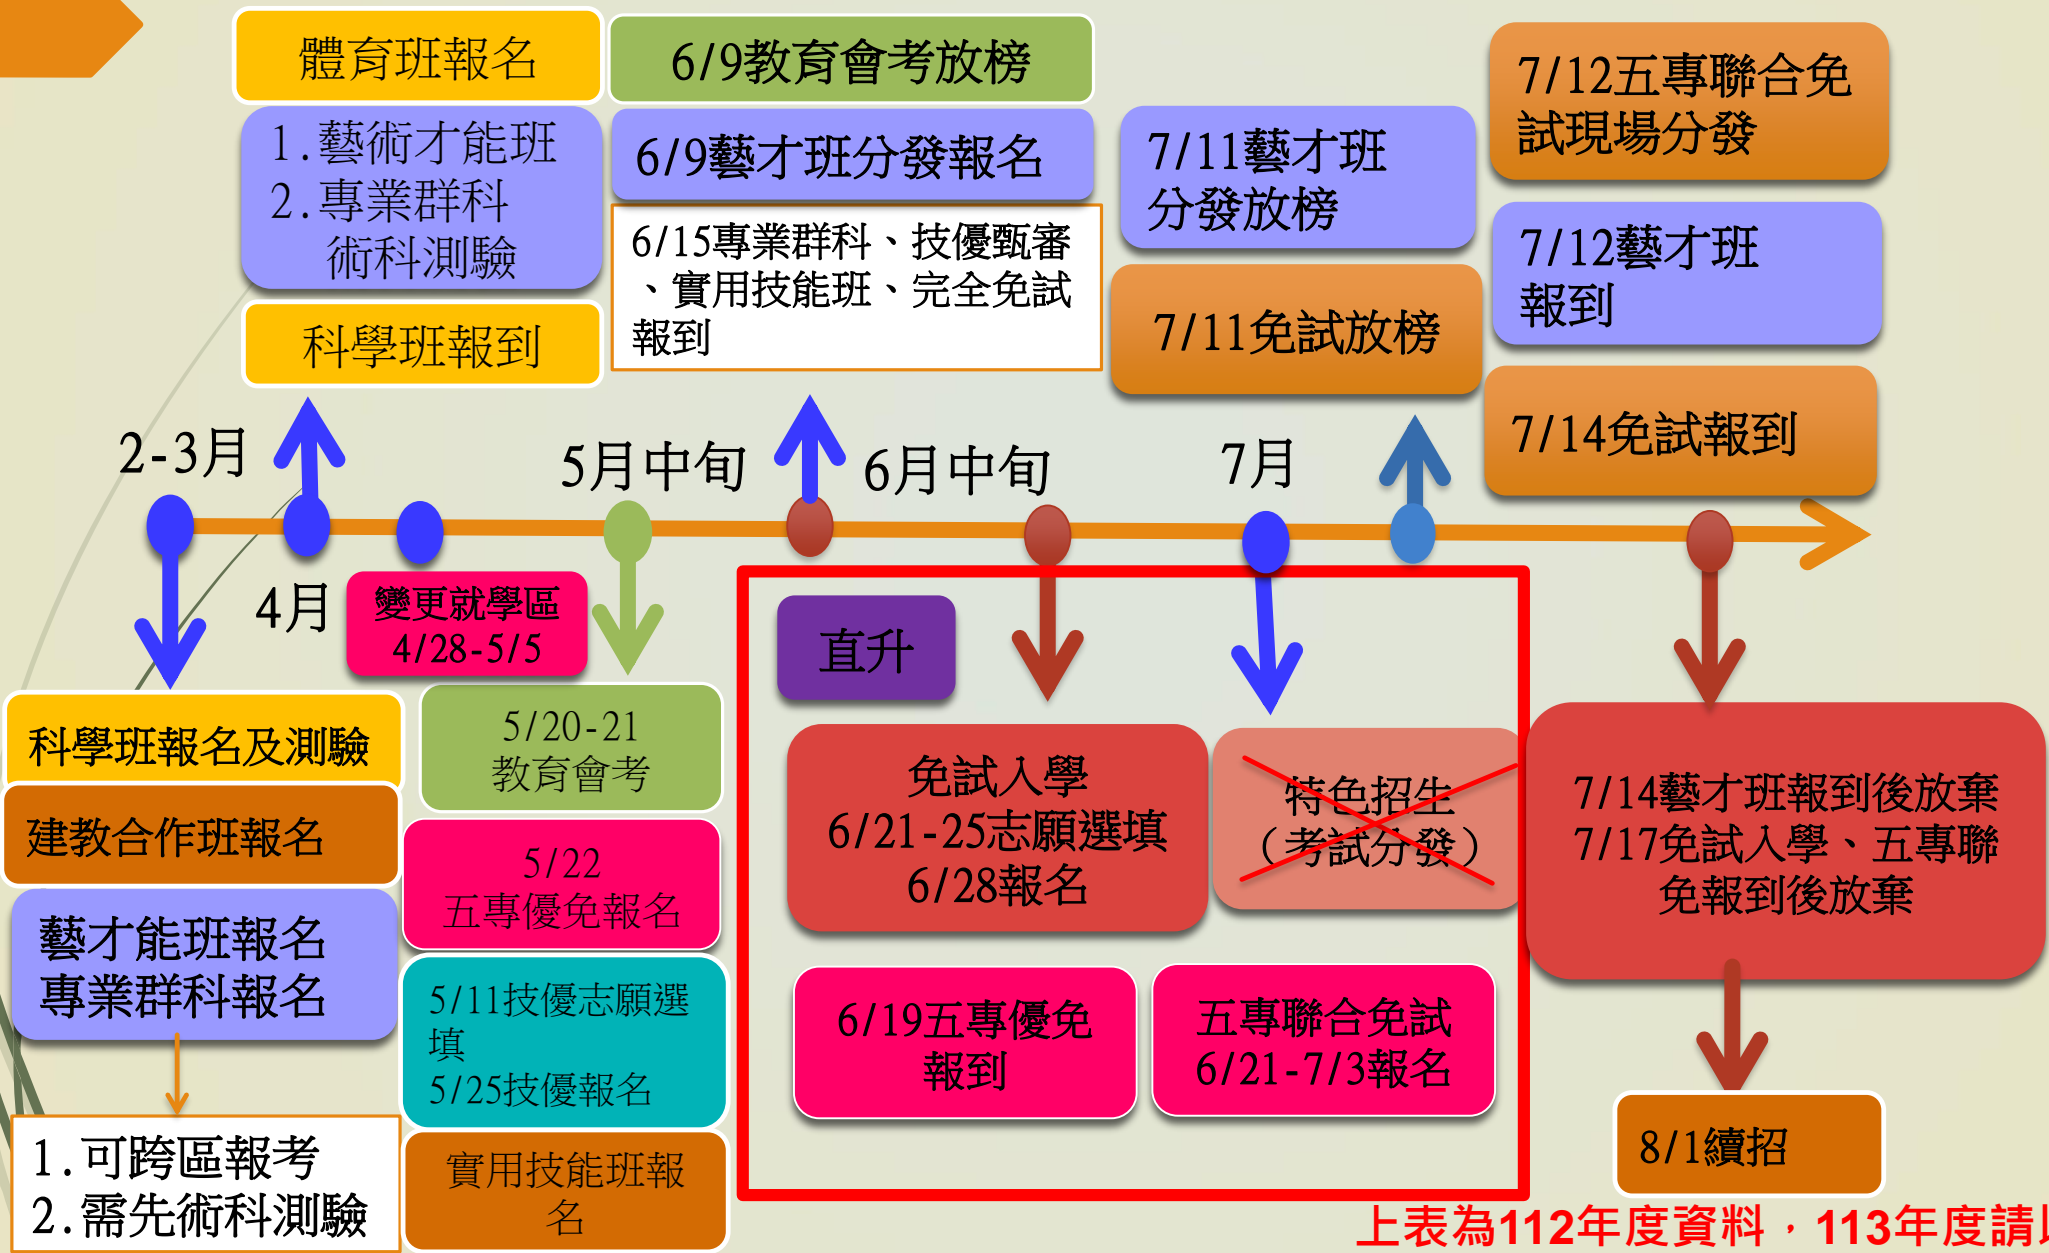 體育班報名
1.藝術才能班
2.專業群科
術科測驗
科學班報到
6/9教育會考放榜
6/9藝才班分發報名
6/15專業群科、技優甄審
、實用技能班、完全免試
報到
7/11藝才班
分發放榜
7/11免試放榜
7/12五專聯合免
試現場分發
7/12藝才班
報到
7/14免試報到
2-3月
5月中旬
6月中旬
7月
4月
變更就學區
4/28-5/5
科學班報名及測驗
建教合作班報名
藝才能班報名
專業群科報名
1.可跨區報考
2.需先術科測驗
5/20-21
教育會考
5/22
五專優免報名
5/11技優志願選
填
5/25技優報名
實用技能班報
名
直升
免試入學
6/21-25志願選填
6/28報名
特色招生
（考試分發）
6/19五專優免
報到
五專聯合免試
6/21-7/3報名
7/14藝才班報到後放棄
7/17免試入學、五專聯
免報到後放棄
8/1續招
上表為112年度資料，113年度請以